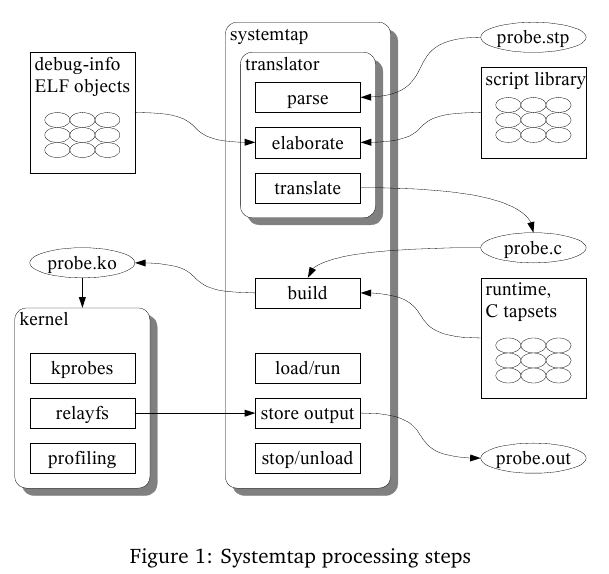 systemtap
probe.stp
debug-info
ELF objects
translator
script library
parse
elaborate
translate
probe.c
probe.ko
build
runtime,
C tapsets
kernel
kprobes
load/run
relayfs
store output
profiling
stop/unload
probe.out
Figure 1: Systemtap processing steps